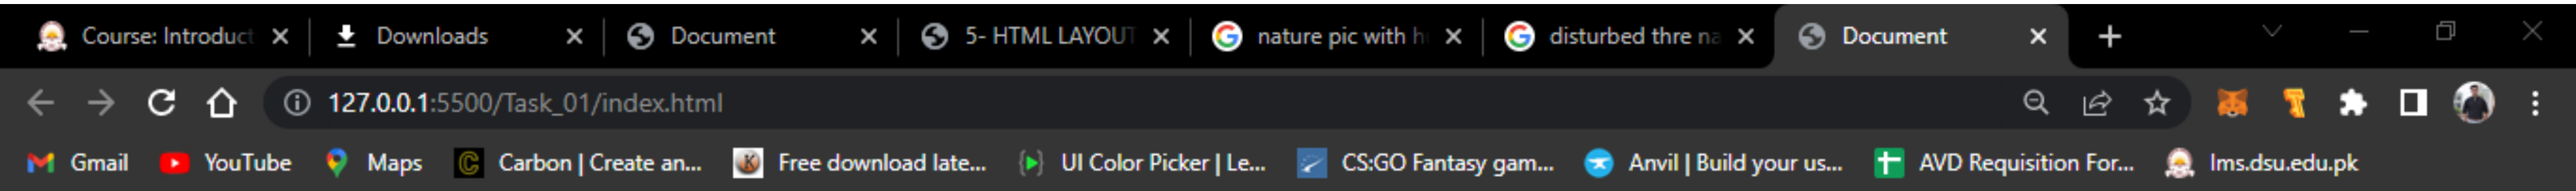 Course: Introduct Downloads Document 5- HTML LAYOUT nature pic with h disturbed thre na Document
127.0.0.1:5500/Task_01/index.html
Gmail YouTube Maps Carbon | Create an... Free download late... UI Color Picker | Le... CS:GO Fantasy gam... Anvil | Build your us... AVD Requisition For... lms.dsu.edu.pk